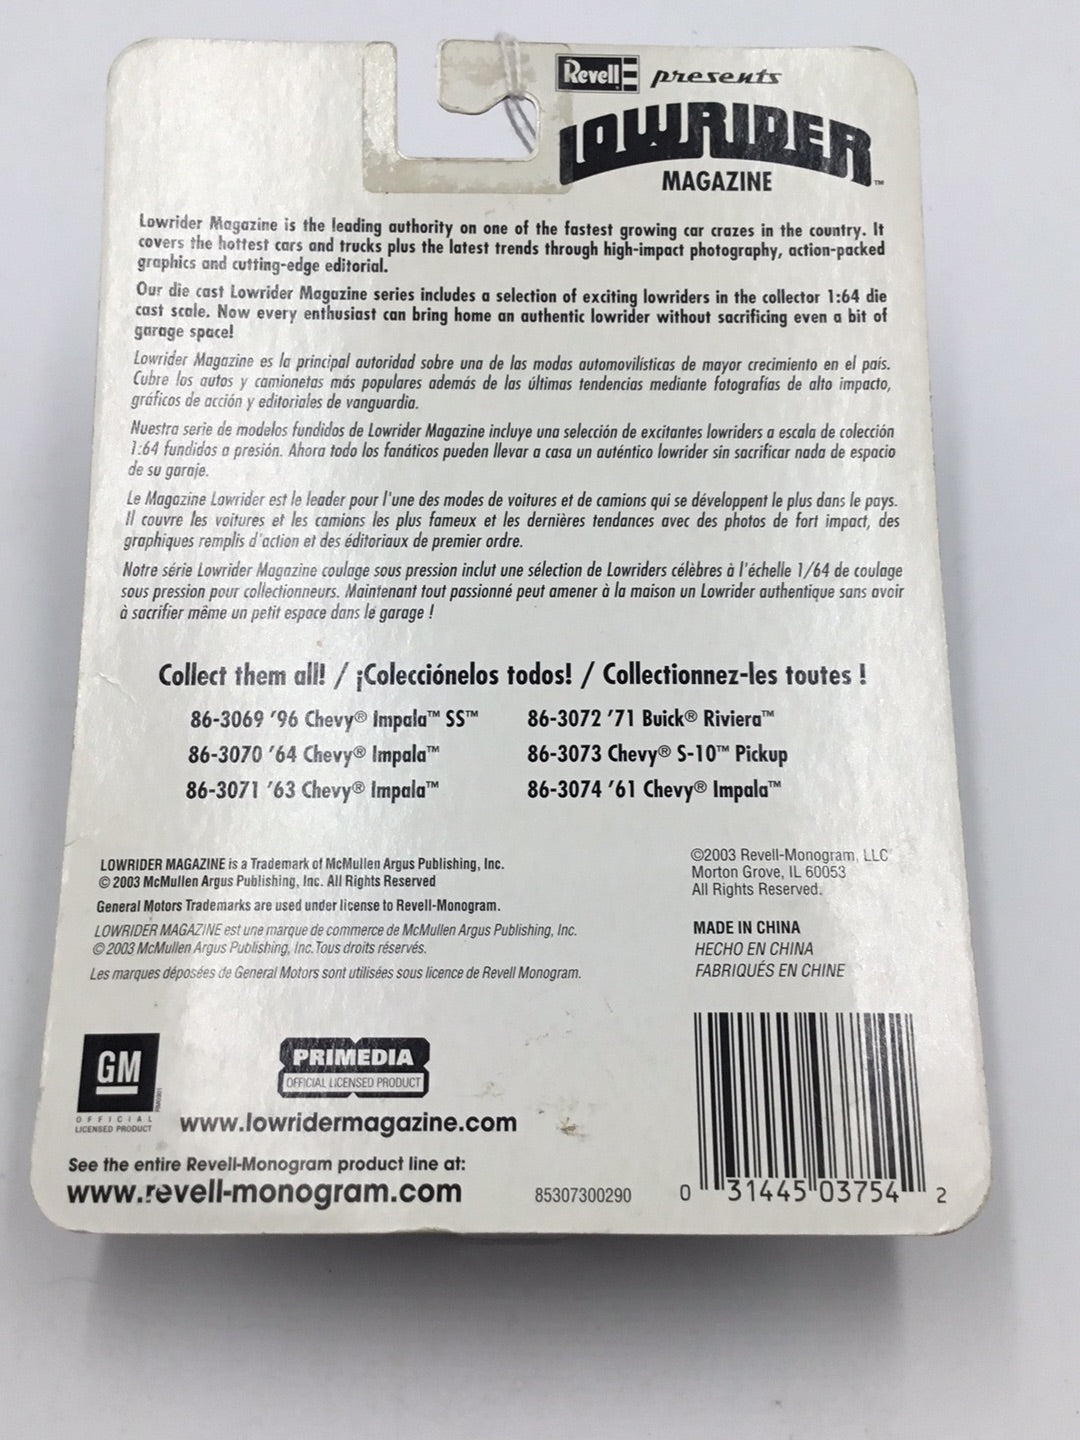 Revell presents
LOWRIDER™
MAGAZINE
Lowrider Magazine is the leading authority on one of the fastest growing car crazes in the country. It
covers the hottest cars and trucks plus the latest trends through high-impact photography, action-packed
graphics and cutting-edge editorial.
Our die cast Lowrider Magazine series includes a selection of exciting lowriders in the collector 1:64 die
cast scale. Now every enthusiast can bring home an authentic lowrider without sacrificing even a bit of
garage space!
Lowrider Magazine es la principal autoridad sobre una de las modas automovilísticas de mayor crecimiento en el país.
Cubre los autos y camionetas más populares además de las últimas tendencias mediante fotografías de alto impacto,
gráficos de acción y editoriales de vanguardia.
Nuestra serie de modelos fundidos de Lowrider Magazine incluye una selección de excitantes lowriders a escala de colección
1:64 fundidos a presión. Ahora todo los fanáticos pueden llevar a casa un auténtico lowrider sin sacrificar nada de espacio
de su garaje.
Le Magazine Lowrider est le leader pour l'une des modes de voitures et de camions qui se développent le plus dans le pays.
Il couvre les voitures et les camions les plus fameux et les dernières tendances avec des photos de fort impact, des
graphiques remplis d'action et des éditoriaux de premier ordre.
Notre série Lowrider Magazine coulage sous pression inclut une sélection de Lowriders célèbres à l'échelle 1/64 de coulage
sous pression pour collectionneurs. Maintenant tout passionné peut amener à la maison un Lowrider authentique sans avoir
à sacrifier même un petit espace dans le garage !
Collect them all! / ¡Colecciónelos todos! / Collectionnez-les toutes !
86-3069 '96 Chevy® Impala™ SS™
86-3070 '64 Chevy® Impala™
86-3071 '63 Chevy® Impala™
86-3072 '71 Buick® Riviera™
86-3073 Chevy® S-10™ Pickup
86-3074 '61 Chevy® Impala™
LOWRIDER MAGAZINE is a Trademark of McMullen Argus Publishing, Inc.
© 2003 McMullen Argus Publishing, Inc. All Rights Reserved
General Motors Trademarks are used under license to Revell-Monogram.
LOWRIDER MAGAZINE est une marque de commerce de McMullen Argus Publishing, Inc.
© 2003 McMullen Argus Publishing, Inc. Tous droits réservés.
Les marques déposées de General Motors sont utilisées sous licence de Revell Monogram.
©2003 Revell-Monogram, LLC
Morton Grove, IL 60053
All Rights Reserved.
MADE IN CHINA
HECHO EN CHINA
FABRIQUÉS EN CHINE
GM
OFFICIAL
LICENSED PRODUCT
PRIMEDIA
OFFICIAL LICENSED PRODUCT
www.lowridermagazine.com
See the entire Revell-Monogram product line at:
www.revell-monogram.com
85307300290
0 31445 03754 2